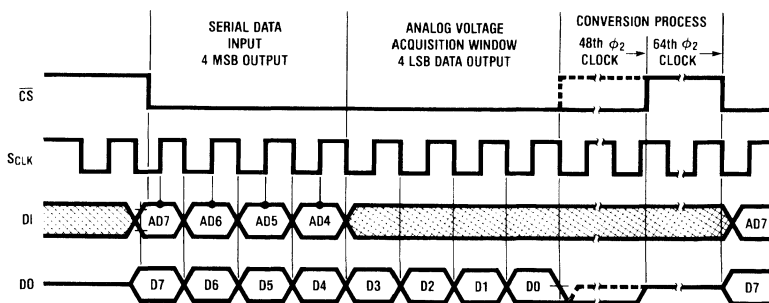 SERIAL DATA
INPUT
4 MSB OUTPUT
ANALOG VOLTAGE
ACQUISITION WINDOW
4 LSB DATA OUTPUT
CONVERSION PROCESS
48th ϕ2
CLOCK
64th ϕ2
CLOCK
CS
SCLK
DI
AD7 AD6 AD5 AD4 AD7
DO
D7 D6 D5 D4 D3 D2 D1 D0 D7